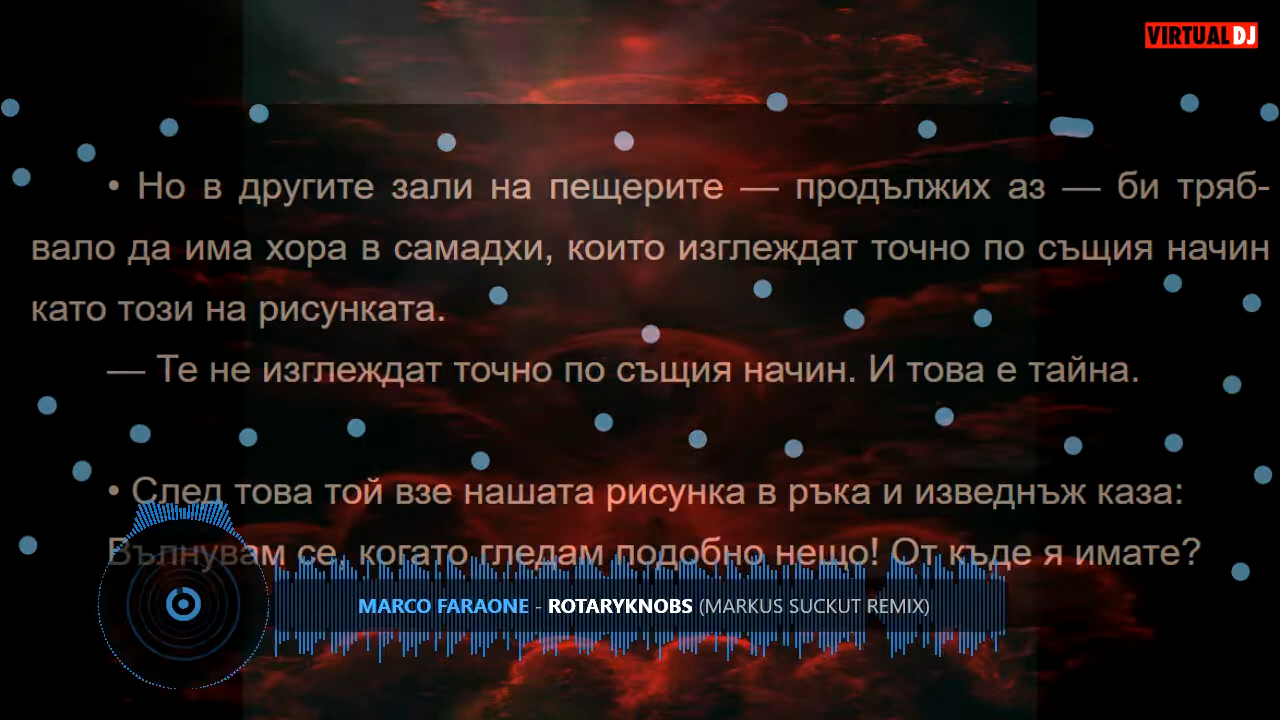 VIRTUAL DJ
• Но в другите зали на пещерите — продължих аз — би тряб-
вало да има хора в самадхи, които изглеждат точно по същия начин
като този на рисунката.
— Те не изглеждат точно по същия начин. И това е тайна.
• След това той взе нашата рисунка в ръка и изведнъж каза:
Вълнувам се, когато гледам подобно нещо! От къде я имате?
MARCO FARAONE - ROTARYKNOBS (MARKUS SUCKUT REMIX)